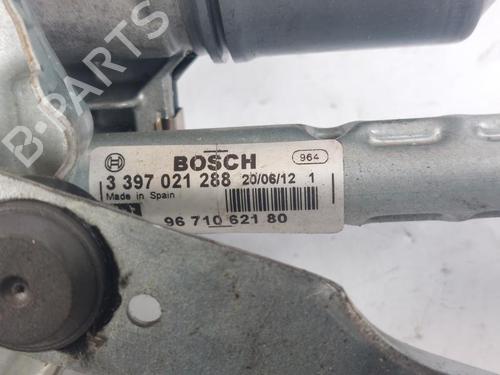 B-PARTS
BOSCH 964
3 397 021 288 20/06/12 1
Made in Spain
96 710 621 80